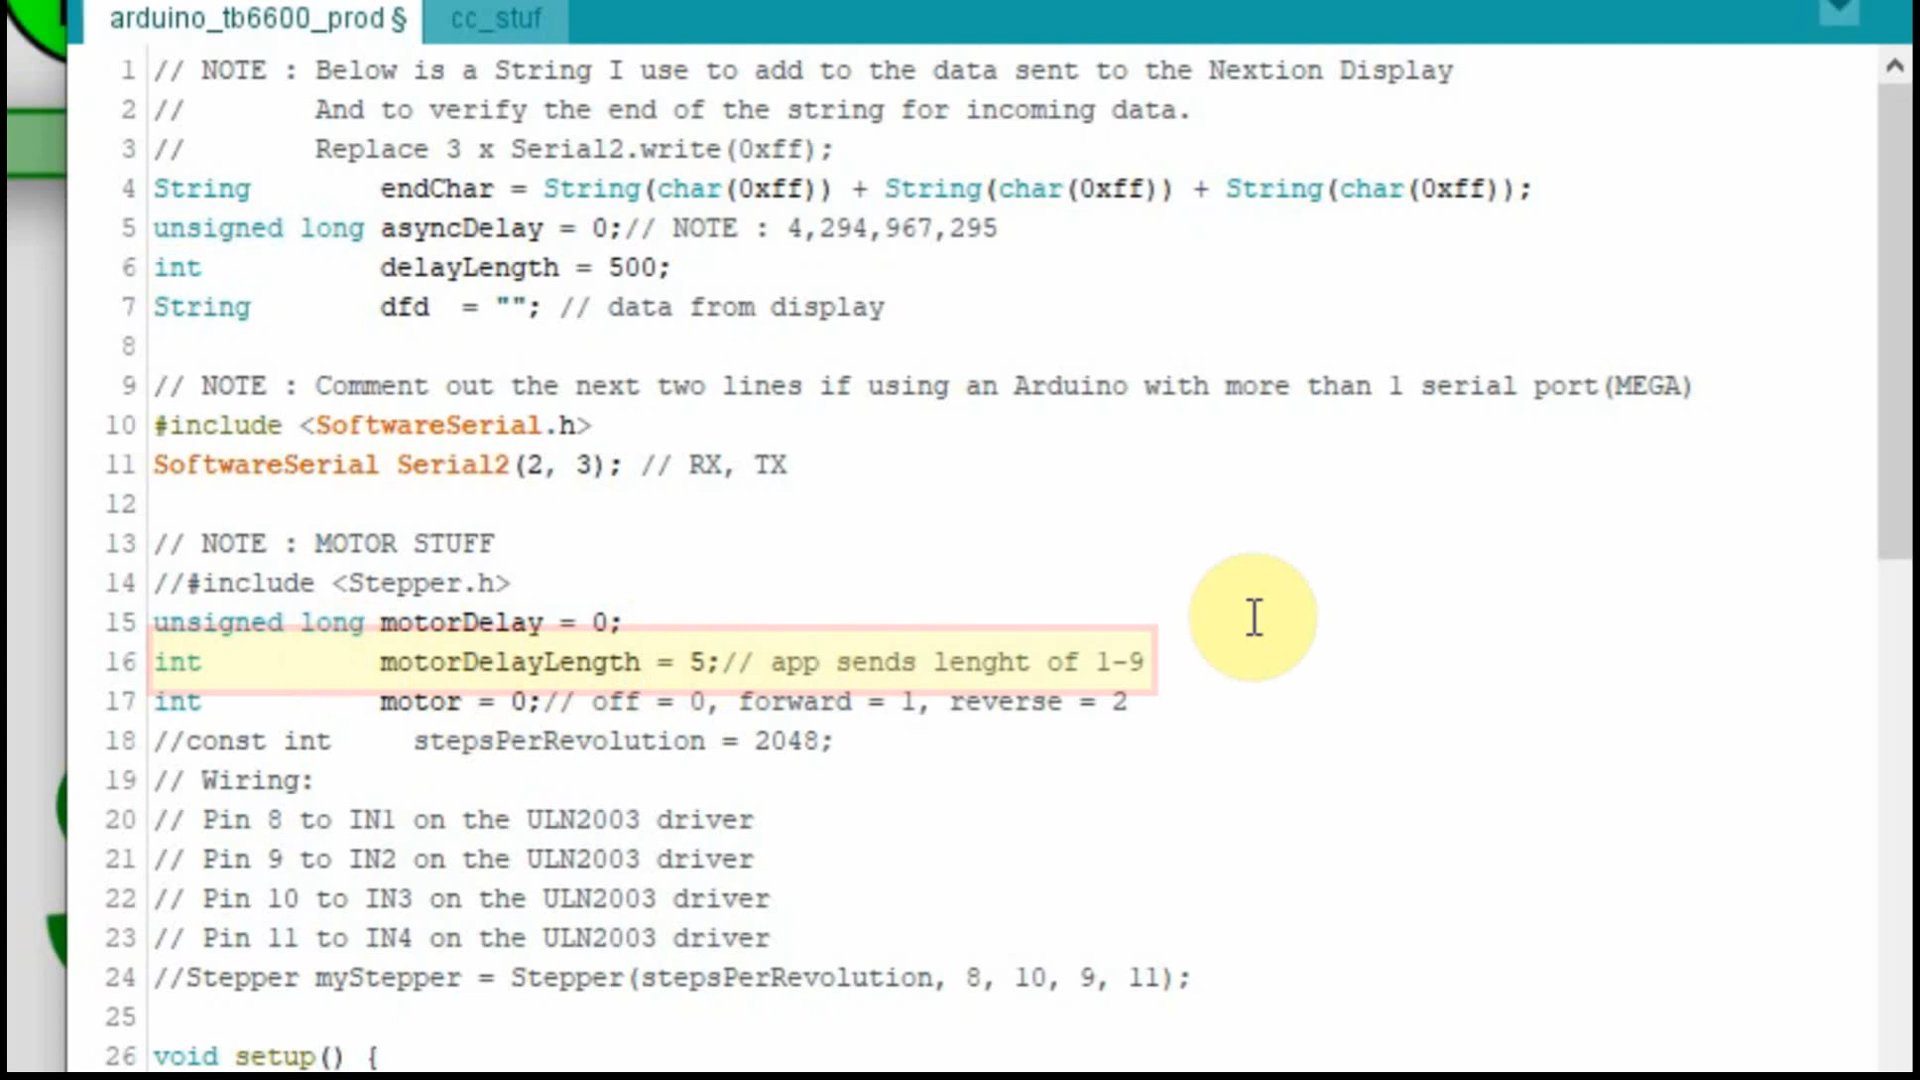 arduino_tb6600_prod § cc_stuf
1 // NOTE : Below is a String I use to add to the data sent to the Nextion Display
2 // And to verify the end of the string for incoming data.
3 // Replace 3 x Serial2.write(0xff);
4 String endChar = String(char(0xff)) + String(char(0xff)) + String(char(0xff));
5 unsigned long asyncDelay = 0;// NOTE : 4,294,967,295
6 int delayLength = 500;
7 String dfd = ""; // data from display
8
9 // NOTE : Comment out the next two lines if using an Arduino with more than 1 serial port(MEGA)
10 #include <SoftwareSerial.h>
11 SoftwareSerial Serial2(2, 3); // RX, TX
12
13 // NOTE : MOTOR STUFF
14 //#include <Stepper.h>
15 unsigned long motorDelay = 0;
16 int motorDelayLength = 5;// app sends lenght of 1-9
17 int motor = 0;// off = 0, forward = 1, reverse = 2
18 //const int stepsPerRevolution = 2048;
19 // Wiring:
20 // Pin 8 to IN1 on the ULN2003 driver
21 // Pin 9 to IN2 on the ULN2003 driver
22 // Pin 10 to IN3 on the ULN2003 driver
23 // Pin 11 to IN4 on the ULN2003 driver
24 //Stepper myStepper = Stepper(stepsPerRevolution, 8, 10, 9, 11);
25
26 void setup() {